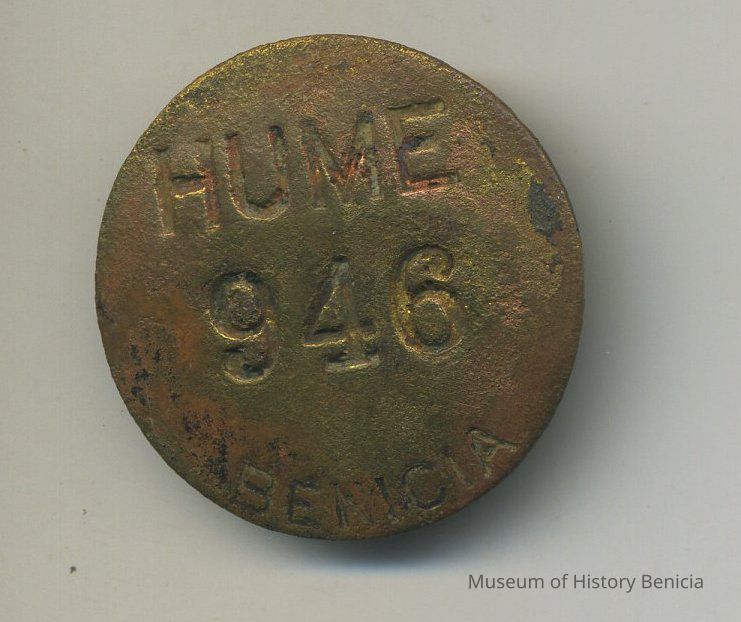 HUME
946
BENICIA
Museum of History Benicia